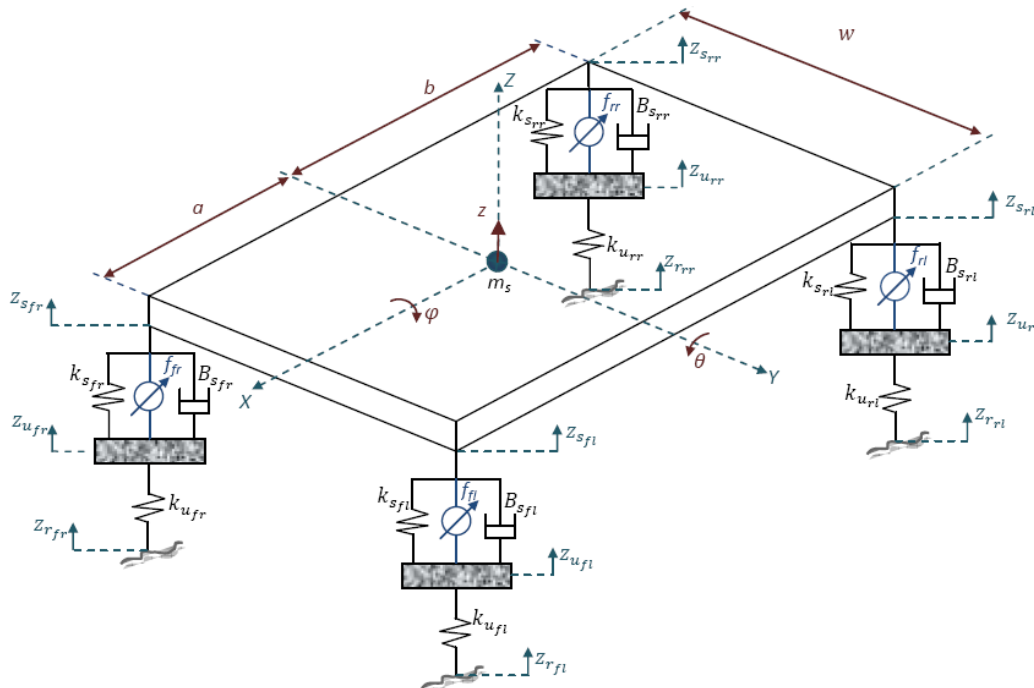 w
Z_{s_{rr}}
b
Z
k_{s_{rr}}
f_{rr}
B_{s_{rr}}
Z_{u_{rr}}
a
z
m_s
k_{u_{rr}}
Z_{r_{rr}}
Z_{s_{rl}}
k_{s_{rl}}
f_{rl}
B_{s_{rl}}
Z_{s_{fr}}
φ
θ
Y
X
Z_{u_r}
k_{s_{fr}}
f_{fr}
B_{s_{fr}}
k_{u_{rl}}
Z_{u_{fr}}
Z_{s_{fl}}
Z_{r_{rl}}
k_{s_{fl}}
f_{fl}
B_{s_{fl}}
k_{u_{fr}}
Z_{r_{fr}}
Z_{u_{fl}}
k_{u_{fl}}
Z_{r_{fl}}